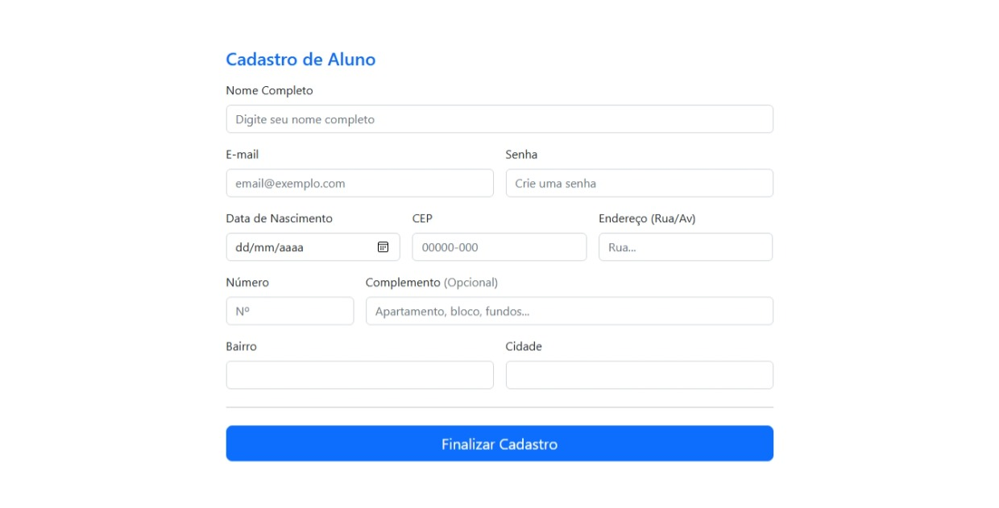 Cadastro de Aluno
Nome Completo
Digite seu nome completo
E-mail Senha
email@exemplo.com Crie uma senha
Data de Nascimento CEP Endereço (Rua/Av)
dd/mm/aaaa 00000-000 Rua...
Número Complemento (Opcional)
Nº Apartamento, bloco, fundos...
Bairro Cidade
Finalizar Cadastro